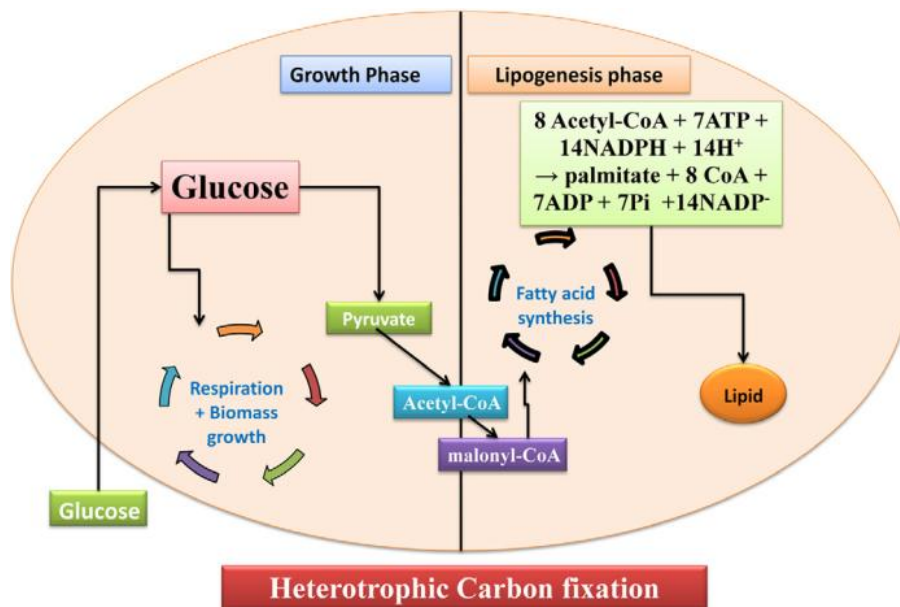 Growth Phase
Lipogenesis phase
8 Acetyl-CoA + 7ATP +
14NADPH + 14H⁺
→ palmitate + 8 CoA +
7ADP + 7Pi +14NADP⁻
Glucose
Pyruvate
Fatty acid
synthesis
Respiration
+ Biomass
growth
Acetyl-CoA
malonyl-CoA
Lipid
Glucose
Heterotrophic Carbon fixation